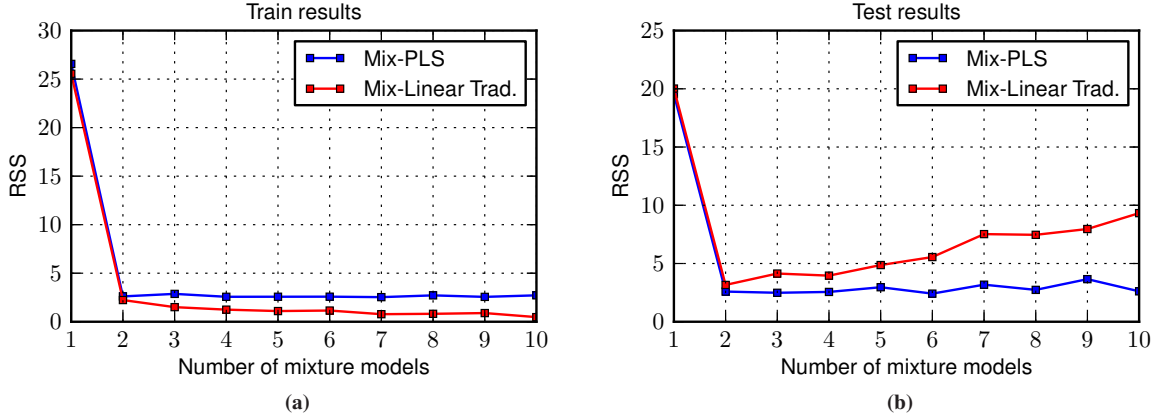 Train results
30
25
20
15
10
5
0
RSS
Mix-PLS
Mix-Linear Trad.
1 2 3 4 5 6 7 8 9 10
Number of mixture models
(a)
Test results
25
20
15
10
5
0
RSS
Mix-PLS
Mix-Linear Trad.
1 2 3 4 5 6 7 8 9 10
Number of mixture models
(b)